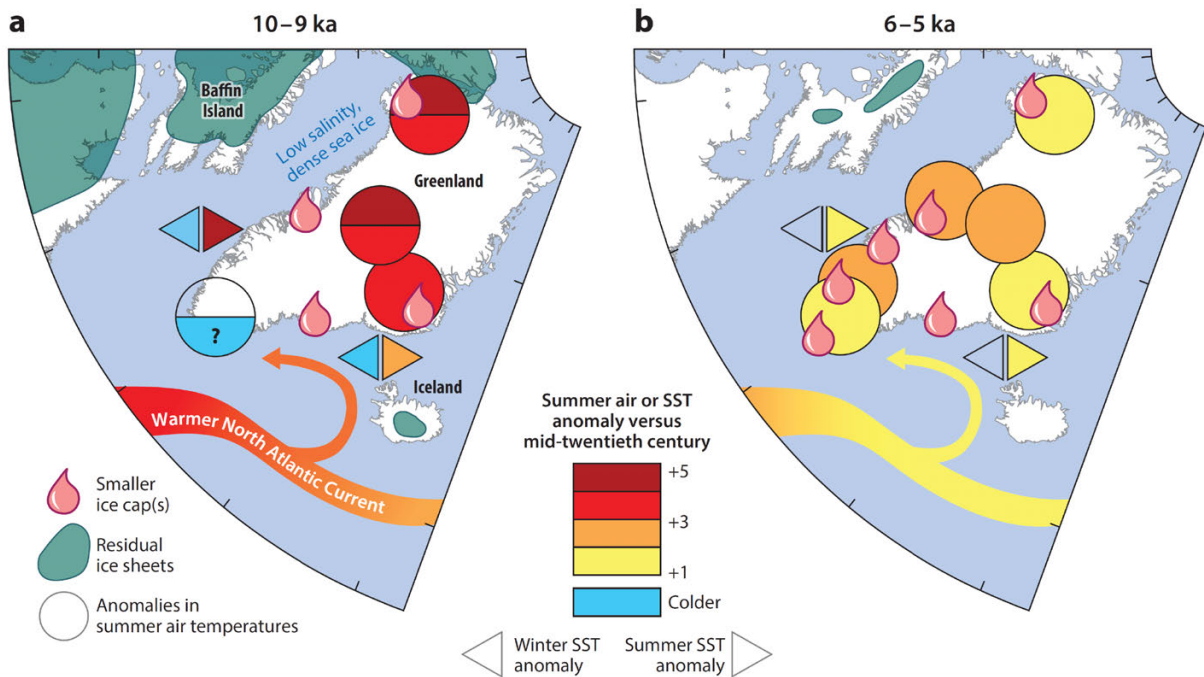 a
10–9 ka
b
6–5 ka
Baffin
Island
Low salinity,
dense sea ice
Greenland
?
Iceland
Warmer North Atlantic Current
Smaller
ice cap(s)
Residual
ice sheets
Anomalies in
summer air temperatures
Summer air or SST
anomaly versus
mid-twentieth century
+5
+3
+1
Colder
Winter SST
anomaly
Summer SST
anomaly